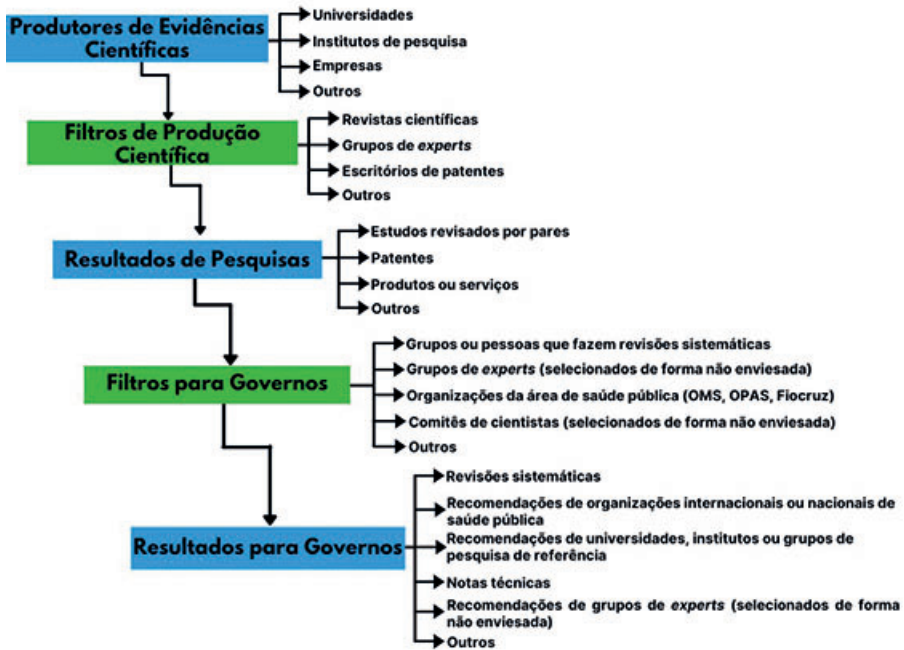 Produtores de Evidências
Científicas
Universidades
Institutos de pesquisa
Empresas
Outros
Filtros de Produção
Científica
Revistas científicas
Grupos de experts
Escritórios de patentes
Outros
Resultados de Pesquisas
Estudos revisados por pares
Patentes
Produtos ou serviços
Outros
Filtros para Governos
Grupos ou pessoas que fazem revisões sistemáticas
Grupos de experts (selecionados de forma não enviesada)
Organizações da área de saúde pública (OMS, OPAS, Fiocruz)
Comitês de cientistas (selecionados de forma não enviesada)
Outros
Resultados para Governos
Revisões sistemáticas
Recomendações de organizações internacionais ou nacionais de
saúde pública
Recomendações de universidades, institutos ou grupos de
pesquisa de referência
Notas técnicas
Recomendações de grupos de experts (selecionados de forma
não enviesada)
Outros